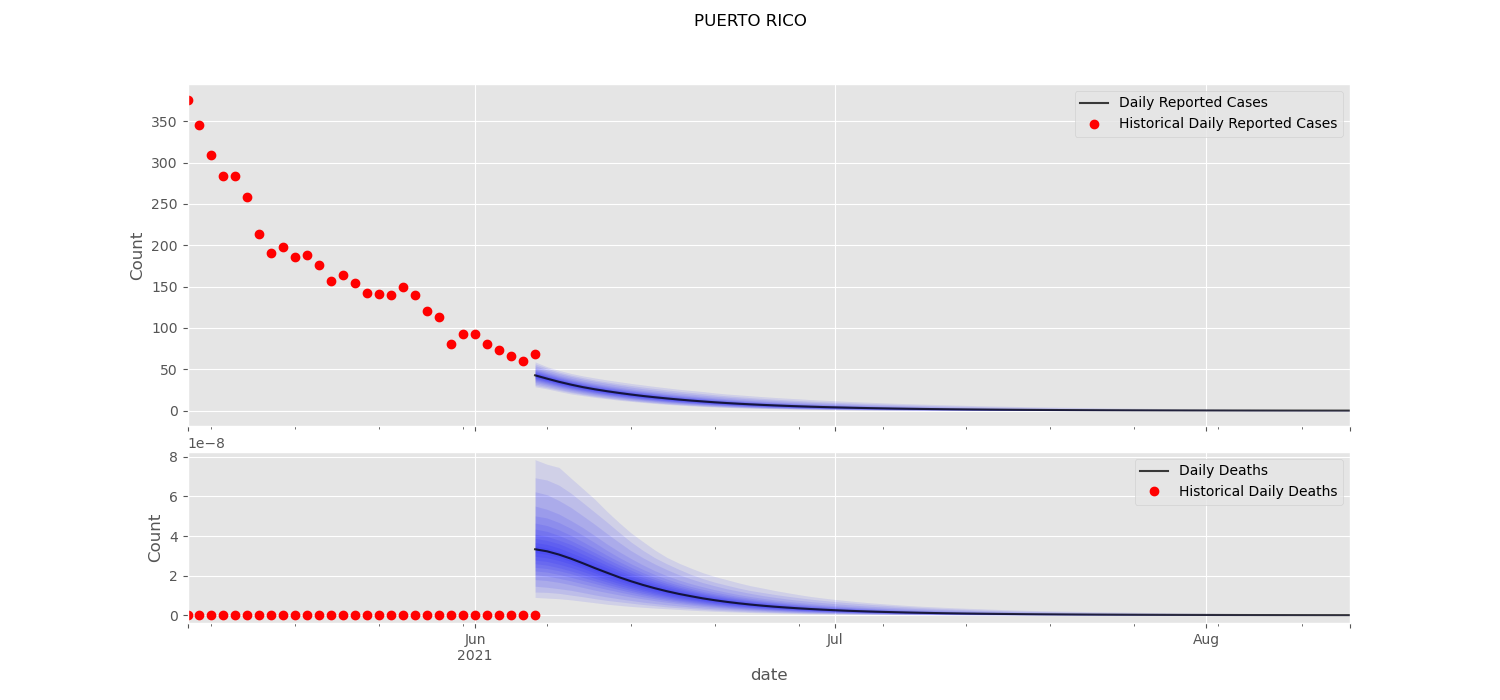 PUERTO RICO
Daily Reported Cases
Historical Daily Reported Cases
350
300
250
200
150
100
50
0
Count
1e−8
Daily Deaths
Historical Daily Deaths
8
6
4
2
0
Count
Jun
2021
Jul
Aug
date